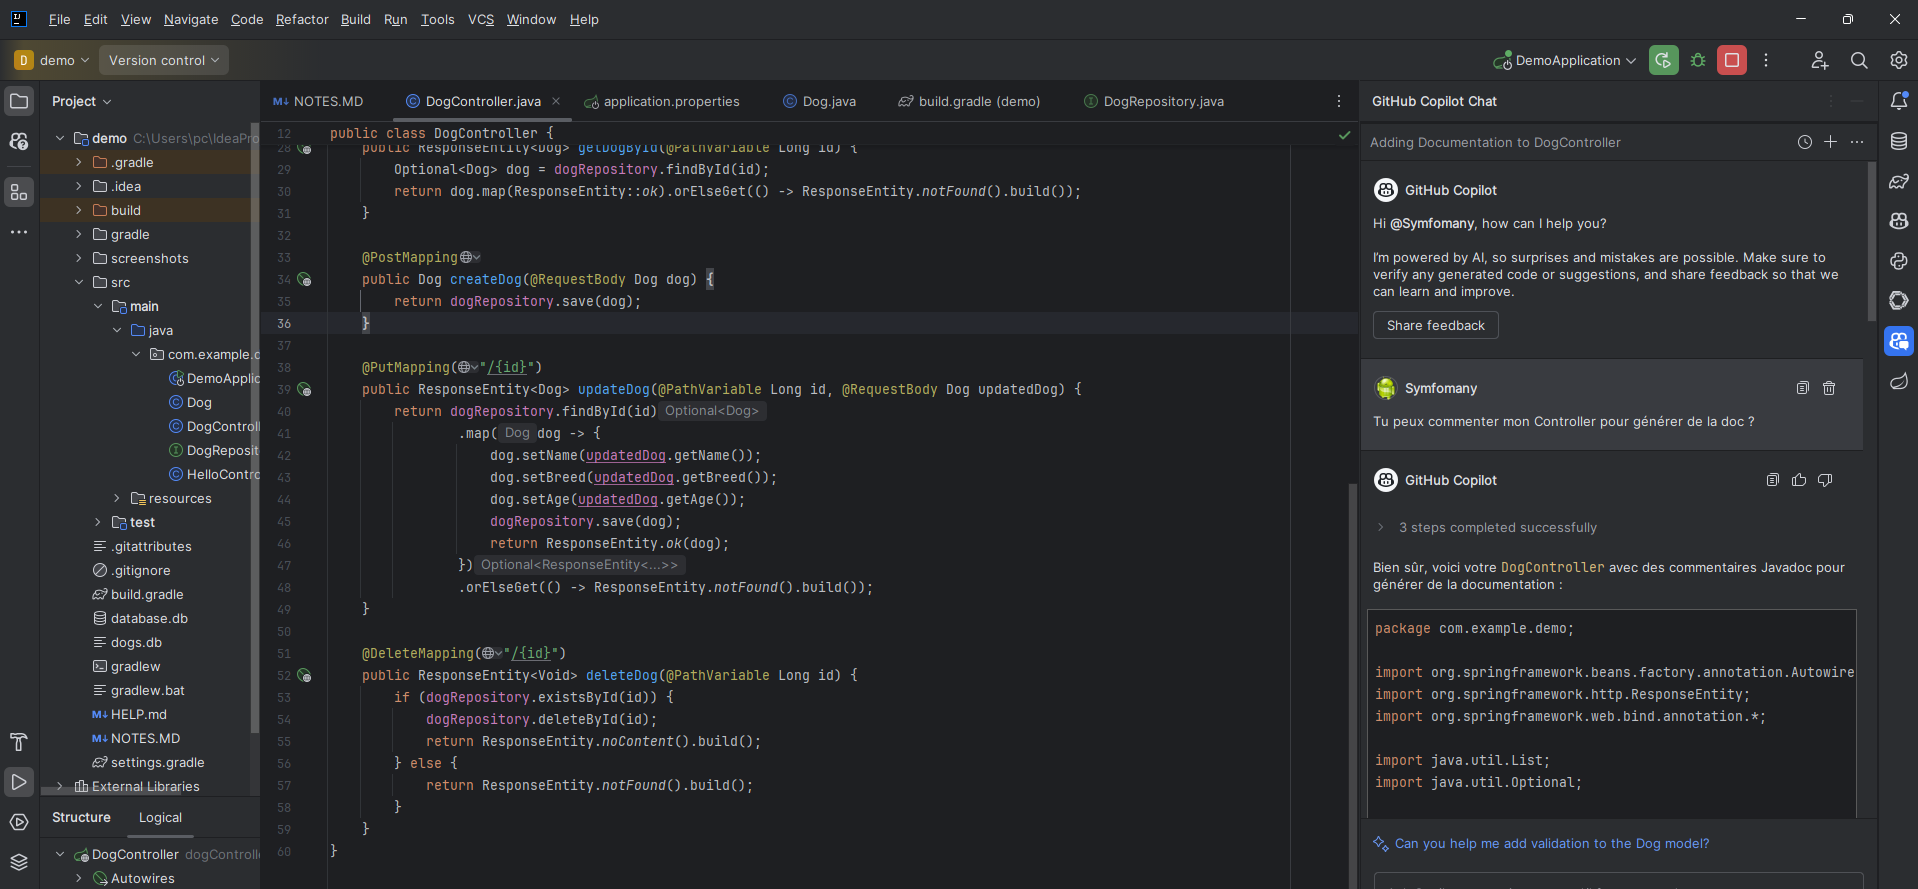 File Edit View Navigate Code Refactor Build Run Tools VCS Window Help
D demo Version control DemoApplication
Project
demo C:\Users\pc\IdeaPro
.gradle
.idea
build
gradle
screenshots
src
main
java
com.example.d
DemoApplic
Dog
DogControl
DogReposit
HelloContro
resources
test
.gitattributes
.gitignore
build.gradle
database.db
dogs.db
gradlew
gradlew.bat
M↓ HELP.md
M↓ NOTES.MD
settings.gradle
External Libraries
Structure Logical
DogController dogControlle
Autowires
M↓ NOTES.MD DogController.java application.properties Dog.java build.gradle (demo) DogRepository.java
12 public class DogController {
28 public ResponseEntity<Dog> getDogById(@PathVariable Long id) {
29 Optional<Dog> dog = dogRepository.findById(id);
30 return dog.map(ResponseEntity::ok).orElseGet(() -> ResponseEntity.notFound().build());
31 }
32
33 @PostMapping
34 public Dog createDog(@RequestBody Dog dog) {
35 return dogRepository.save(dog);
36 }
37
38 @PutMapping("/{id}")
39 public ResponseEntity<Dog> updateDog(@PathVariable Long id, @RequestBody Dog updatedDog) {
40 return dogRepository.findById(id) Optional<Dog>
41 .map( Dog dog -> {
42 dog.setName(updatedDog.getName());
43 dog.setBreed(updatedDog.getBreed());
44 dog.setAge(updatedDog.getAge());
45 dogRepository.save(dog);
46 return ResponseEntity.ok(dog);
47 }) Optional<ResponseEntity<...>>
48 .orElseGet(() -> ResponseEntity.notFound().build());
49 }
50
51 @DeleteMapping("/{id}")
52 public ResponseEntity<Void> deleteDog(@PathVariable Long id) {
53 if (dogRepository.existsById(id)) {
54 dogRepository.deleteById(id);
55 return ResponseEntity.noContent().build();
56 } else {
57 return ResponseEntity.notFound().build();
58 }
59 }
60 }
GitHub Copilot Chat
Adding Documentation to DogController
GitHub Copilot
Hi @Symfomany, how can I help you?
I'm powered by AI, so surprises and mistakes are possible. Make sure to
verify any generated code or suggestions, and share feedback so that we
can learn and improve.
Share feedback
Symfomany
Tu peux commenter mon Controller pour générer de la doc ?
GitHub Copilot
3 steps completed successfully
Bien sûr, voici votre DogController avec des commentaires Javadoc pour
générer de la documentation :
package com.example.demo;
import org.springframework.beans.factory.annotation.Autowire
import org.springframework.http.ResponseEntity;
import org.springframework.web.bind.annotation.*;
import java.util.List;
import java.util.Optional;
Can you help me add validation to the Dog model?